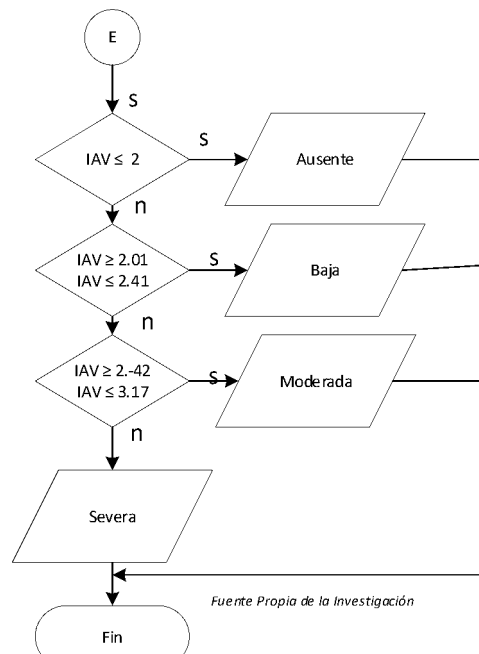 E
s
IAV ≤ 2
s
Ausente
n
IAV ≥ 2.01
IAV ≤ 2.41
s
Baja
n
IAV ≥ 2.-42
IAV ≤ 3.17
s
Moderada
n
Severa
Fuente Propia de la Investigación
Fin